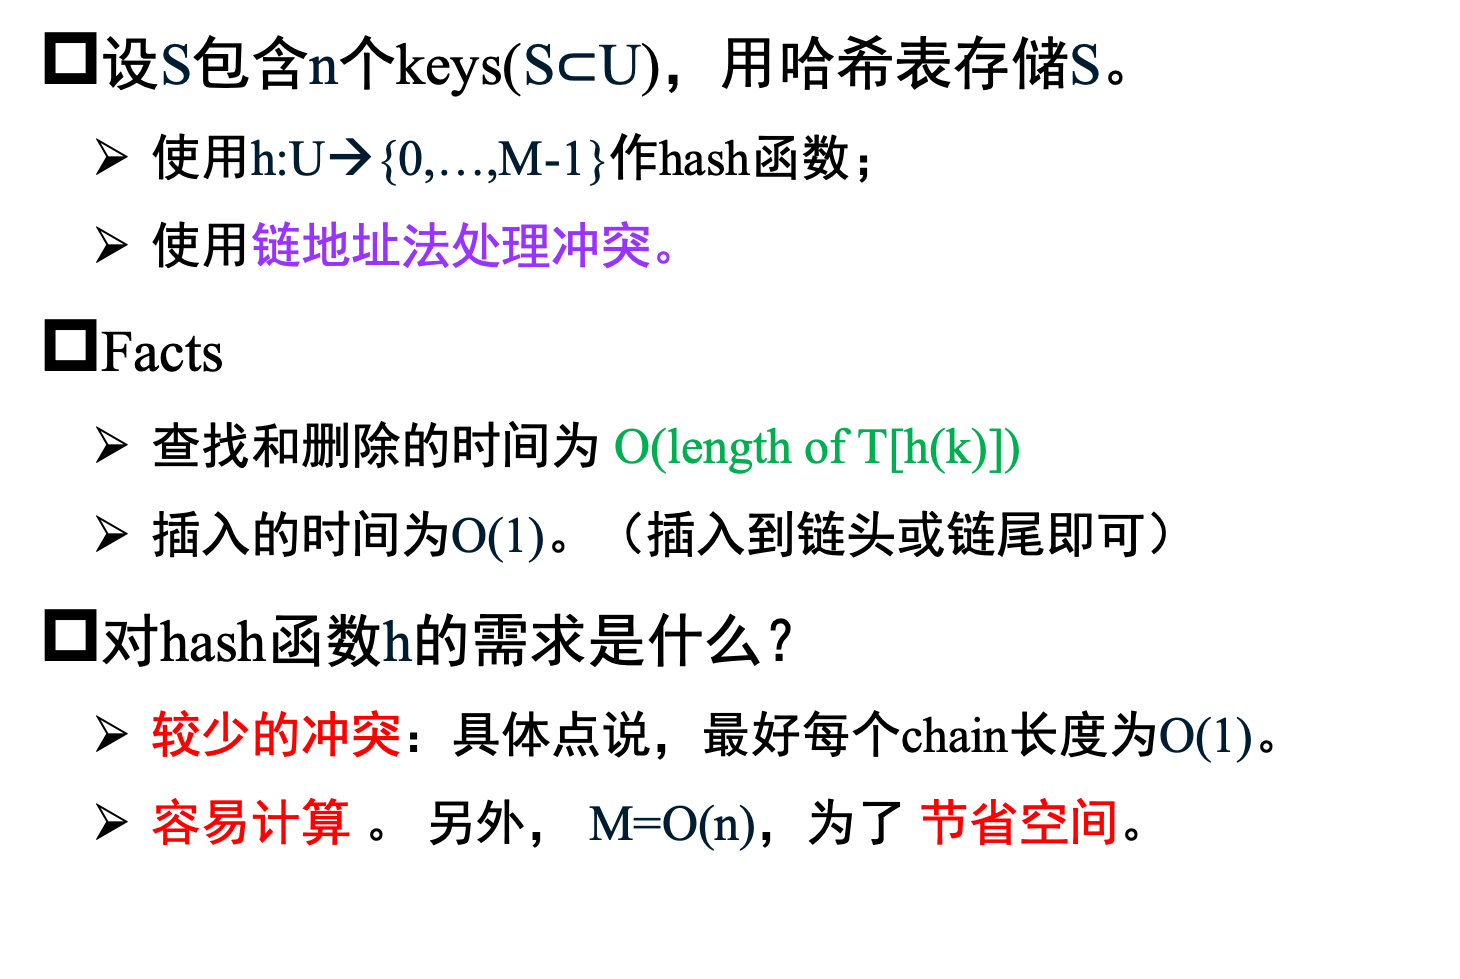 设S包含n个keys(S⊂U)，用哈希表存储S。
使用h:U→{0,…,M-1}作hash函数；
使用链地址法处理冲突。
Facts
查找和删除的时间为 O(length of T[h(k)])
插入的时间为O(1)。（插入到链头或链尾即可）
对hash函数h的需求是什么？
较少的冲突：具体点说，最好每个chain长度为O(1)。
容易计算 。 另外， M=O(n)，为了 节省空间。